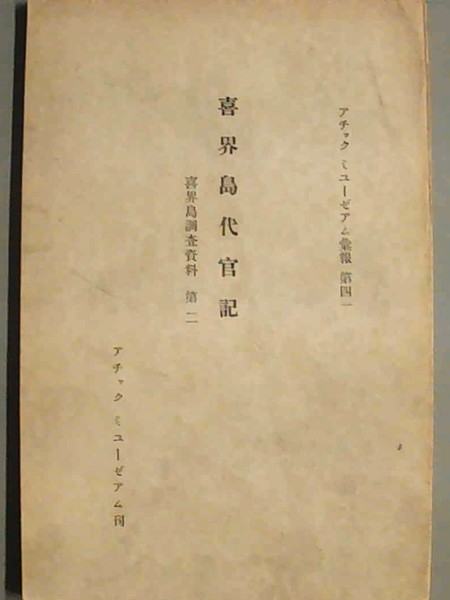 アチック ミユーゼアム彙報 第四一
喜界島代官記
喜界島調査資料 第二
アチック ミユーゼアム刊